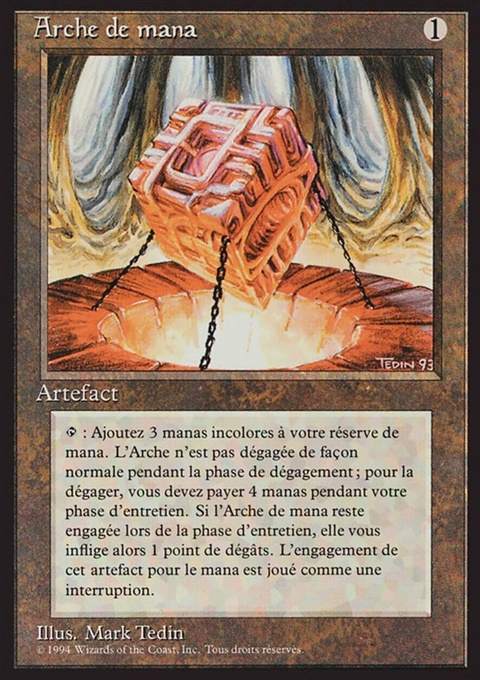 Arche de mana
1
TEDIN 93
Artefact
: Ajoutez 3 manas incolores à votre réserve de
mana. L'Arche n'est pas dégagée de façon
normale pendant la phase de dégagement ; pour la
dégager, vous devez payer 4 manas pendant votre
phase d'entretien. Si l'Arche de mana reste
engagée lors de la phase d'entretien, elle vous
inflige alors 1 point de dégâts. L'engagement de
cet artefact pour le mana est joué comme une
interruption.
Illus. Mark Tedin
© 1994 Wizards of the Coast, Inc. Tous droits réservés.